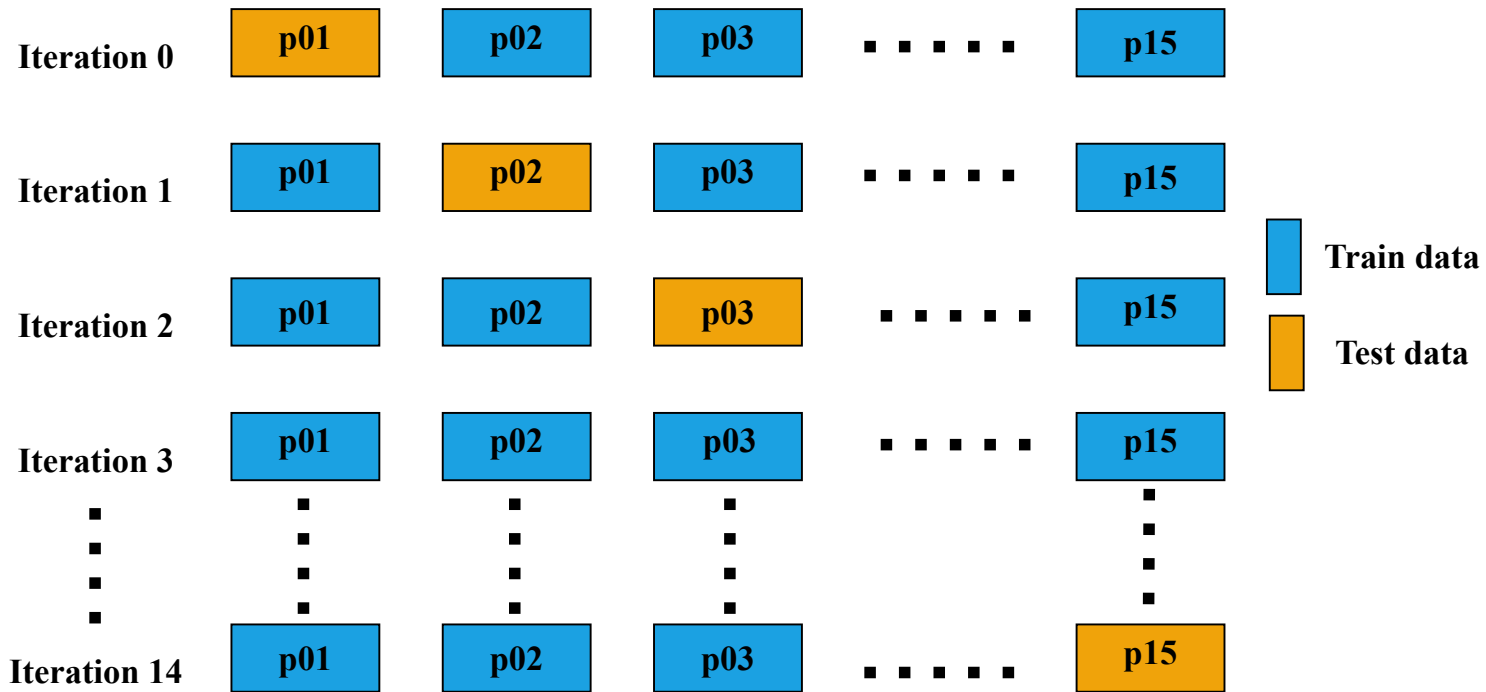 Iteration 0 p01 p02 p03 p15
Iteration 1 p01 p02 p03 p15
Iteration 2 p01 p02 p03 p15
Iteration 3 p01 p02 p03 p15
Iteration 14 p01 p02 p03 p15
Train data
Test data